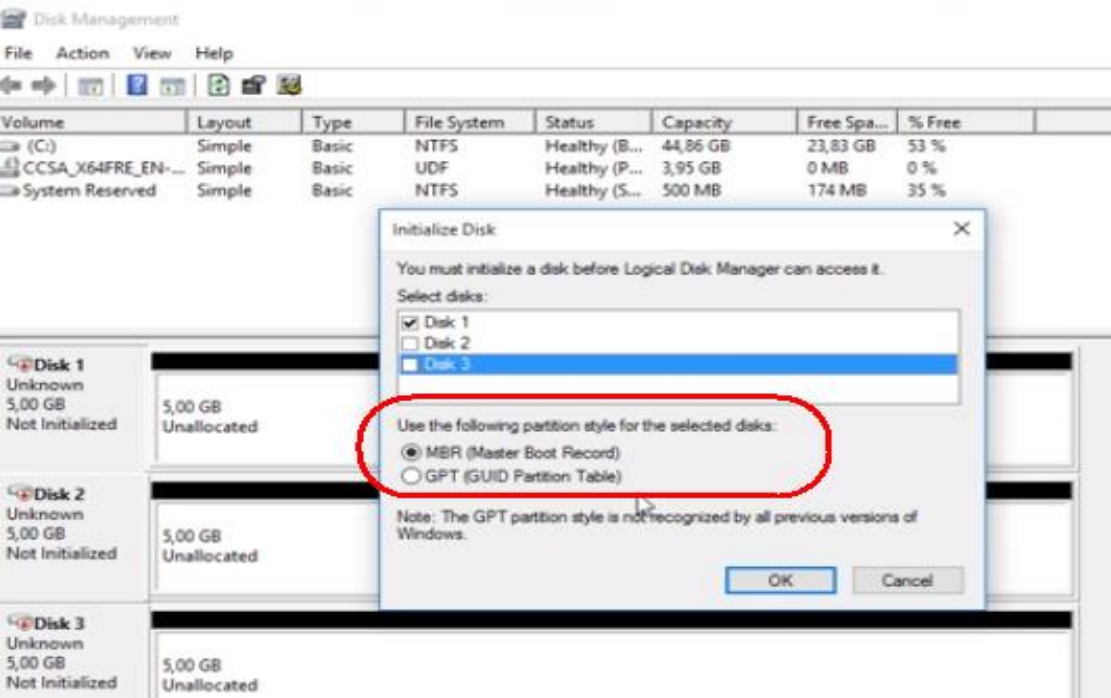 Disk Management
File Action View Help
Volume Layout Type File System Status Capacity Free Spa... % Free
(C:) Simple Basic NTFS Healthy (B... 44,86 GB 23,83 GB 53 %
CCSA_X64FRE_EN-... Simple Basic UDF Healthy (P... 3,95 GB 0 MB 0 %
System Reserved Simple Basic NTFS Healthy (S... 500 MB 174 MB 35 %
Initialize Disk
You must initialize a disk before Logical Disk Manager can access it.
Select disks:
Disk 1
Disk 2
Disk 3
Use the following partition style for the selected disks:
MBR (Master Boot Record)
GPT (GUID Partition Table)
Note: The GPT partition style is not recognized by all previous versions of
Windows.
OK Cancel
Disk 1
Unknown
5,00 GB
Not Initialized
5,00 GB
Unallocated
Disk 2
Unknown
5,00 GB
Not Initialized
5,00 GB
Unallocated
Disk 3
Unknown
5,00 GB
Not Initialized
5,00 GB
Unallocated